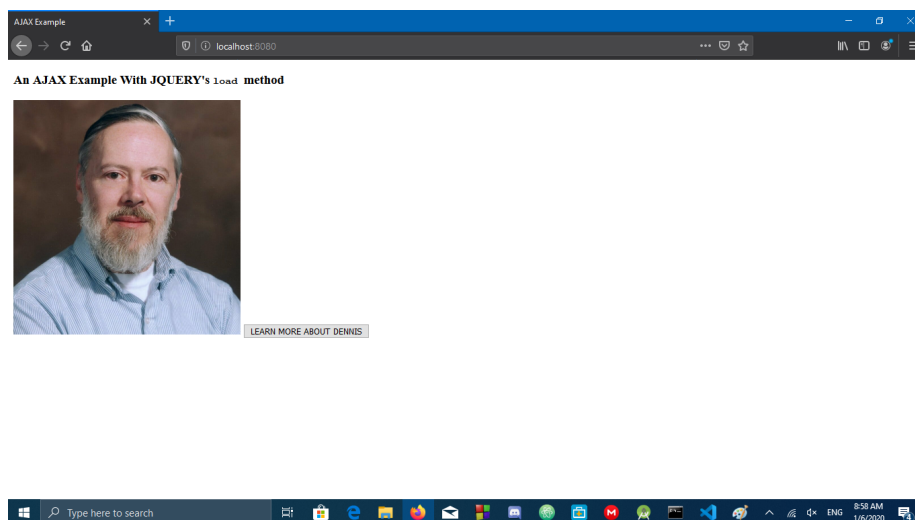 AJAX Example
localhost:8080
An AJAX Example With JQUERY's load method
LEARN MORE ABOUT DENNIS
Type here to search
ENG
8:58 AM
1/6/2020